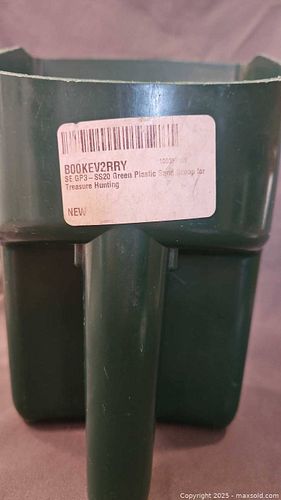 B00KEV2RRY
SE GP3-SS20 Green Plastic Sand Scoop for
Treasure Hunting
NEW
Copyright 2025 - maxsold.com